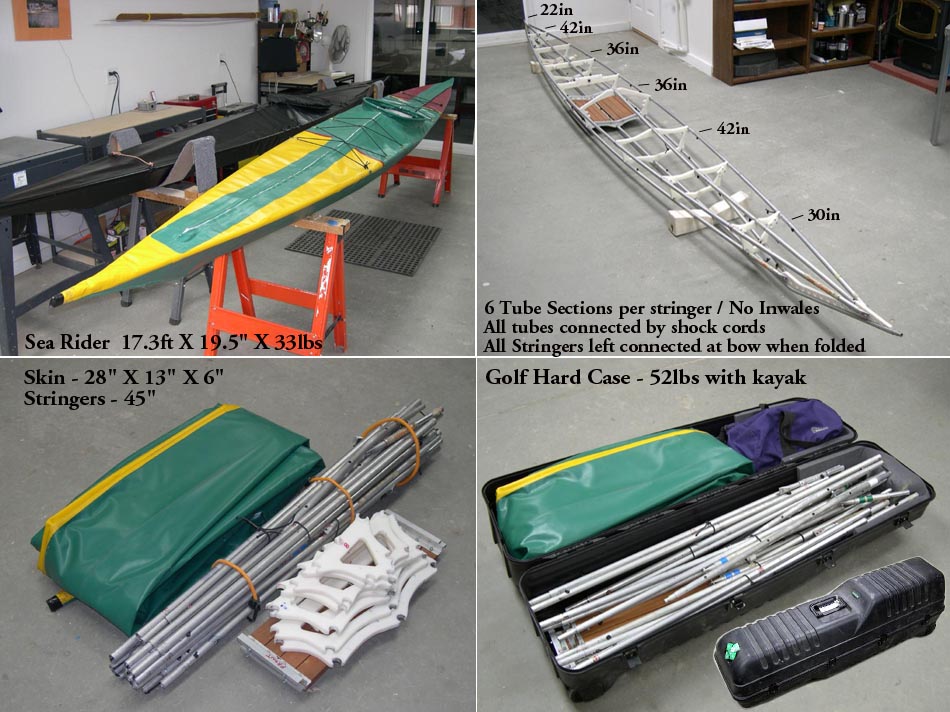 Sea Rider 17.3ft X 19.5" X 33lbs
22in
42in
36in
36in
42in
30in
6 Tube Sections per stringer / No Inwales
All tubes connected by shock cords
All Stringers left connected at bow when folded
Skin - 28" X 13" X 6"
Stringers - 45"
Golf Hard Case - 52lbs with kayak